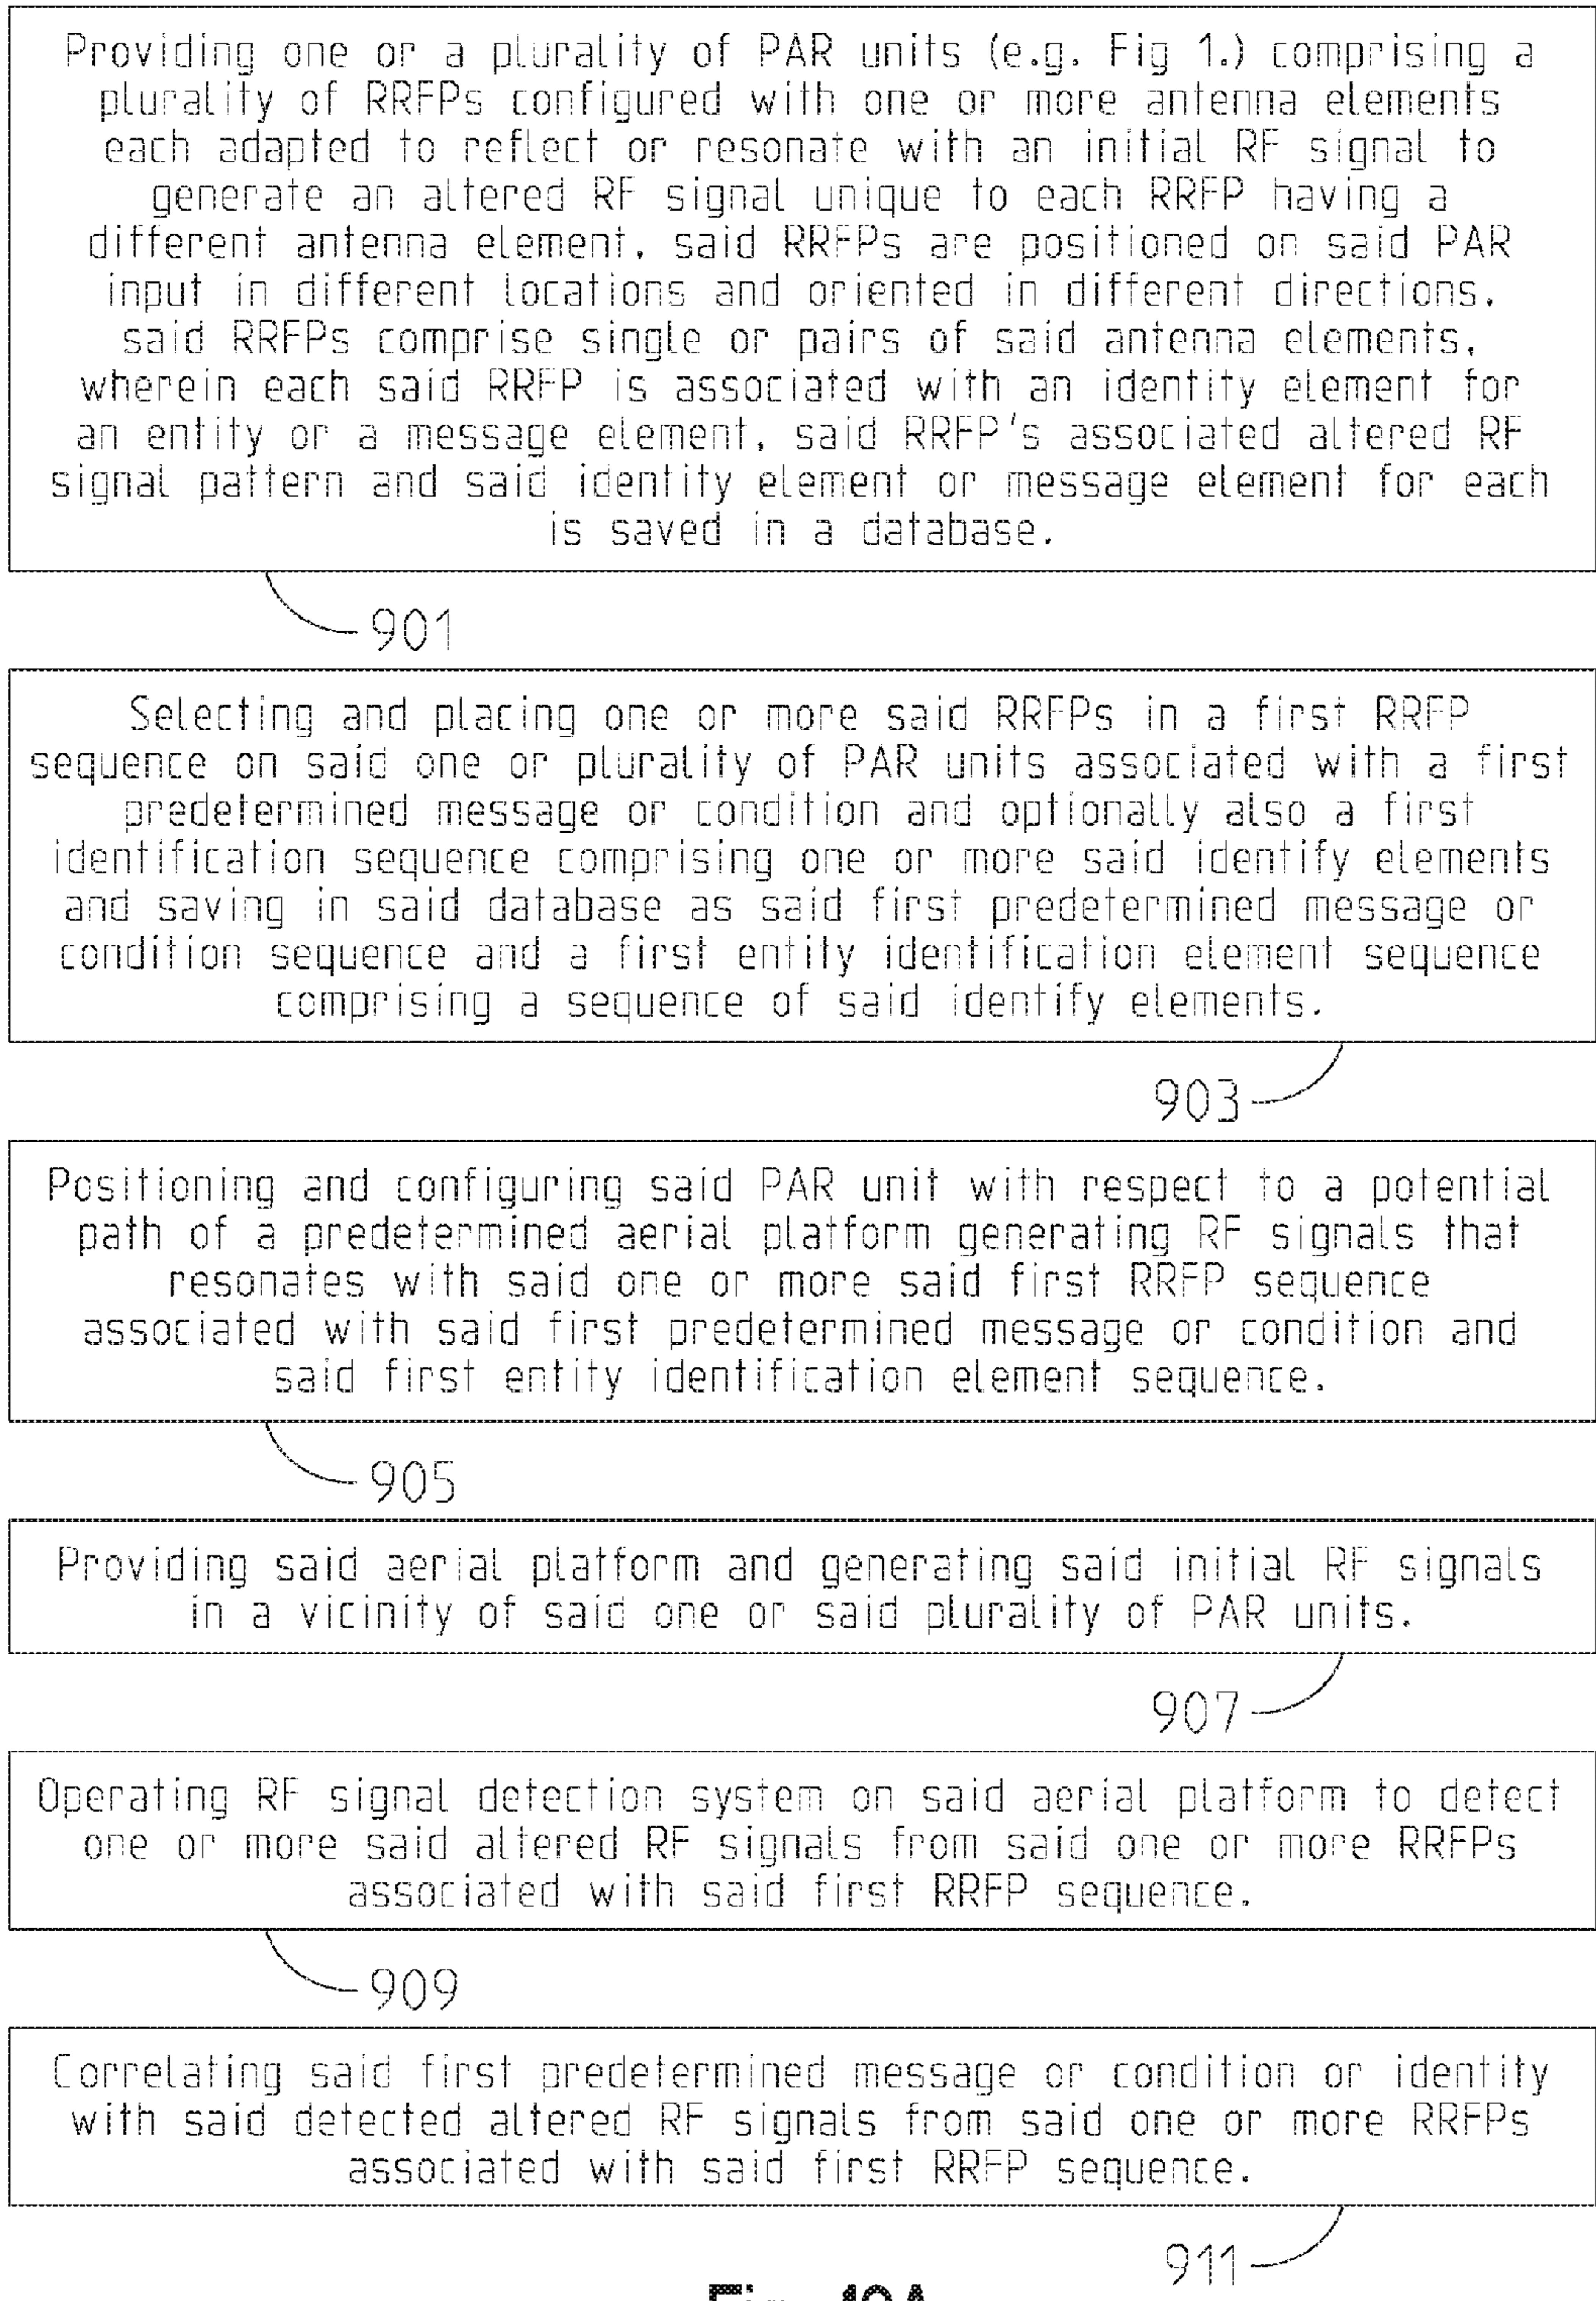 Providing one or a plurality of PAR units (e.g. Fig 1.) comprising a
plurality of RRFPs configured with one or more antenna elements
each adapted to reflect or resonate with an initial RF signal to
generate an altered RF signal unique to each RRFP having a
different antenna element, said RRFPs are positioned on said PAR
input in different locations and oriented in different directions,
said RRFPs comprise single or pairs of said antenna elements,
wherein each said RRFP is associated with an identity element for
an entity or a message element, said RRFP's associated altered RF
signal pattern and said identity element or message element for each
is saved in a database.
901
Selecting and placing one or more said RRFPs in a first RRFP
sequence on said one or plurality of PAR units associated with a first
predetermined message or condition and optionally also a first
identification sequence comprising one or more said identify elements
and saving in said database as said first predetermined message or
condition sequence and a first entity identification element sequence
comprising a sequence of said identify elements.
903
Positioning and configuring said PAR unit with respect to a potential
path of a predetermined aerial platform generating RF signals that
resonates with said one or more said first RRFP sequence
associated with said first predetermined message or condition and
said first entity identification element sequence.
905
Providing said aerial platform and generating said initial RF signals
in a vicinity of said one or said plurality of PAR units.
907
Operating RF signal detection system on said aerial platform to detect
one or more said altered RF signals from said one or more RRFPs
associated with said first RRFP sequence.
909
Correlating said first predetermined message or condition or identity
with said detected altered RF signals from said one or more RRFPs
associated with said first RRFP sequence.
911